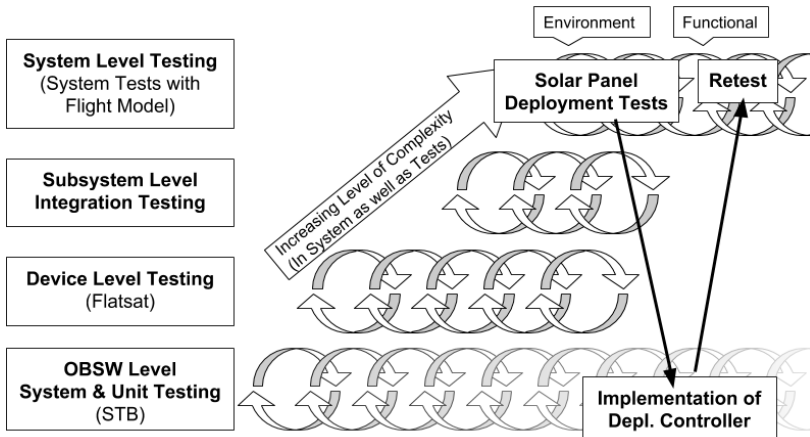 Environment
Functional
System Level Testing
(System Tests with
Flight Model)
Solar Panel
Deployment Tests
Retest
Increasing Level of Complexity
(In System as well as Tests)
Subsystem Level
Integration Testing
Device Level Testing
(Flatsat)
OBSW Level
System & Unit Testing
(STB)
Implementation of
Depl. Controller